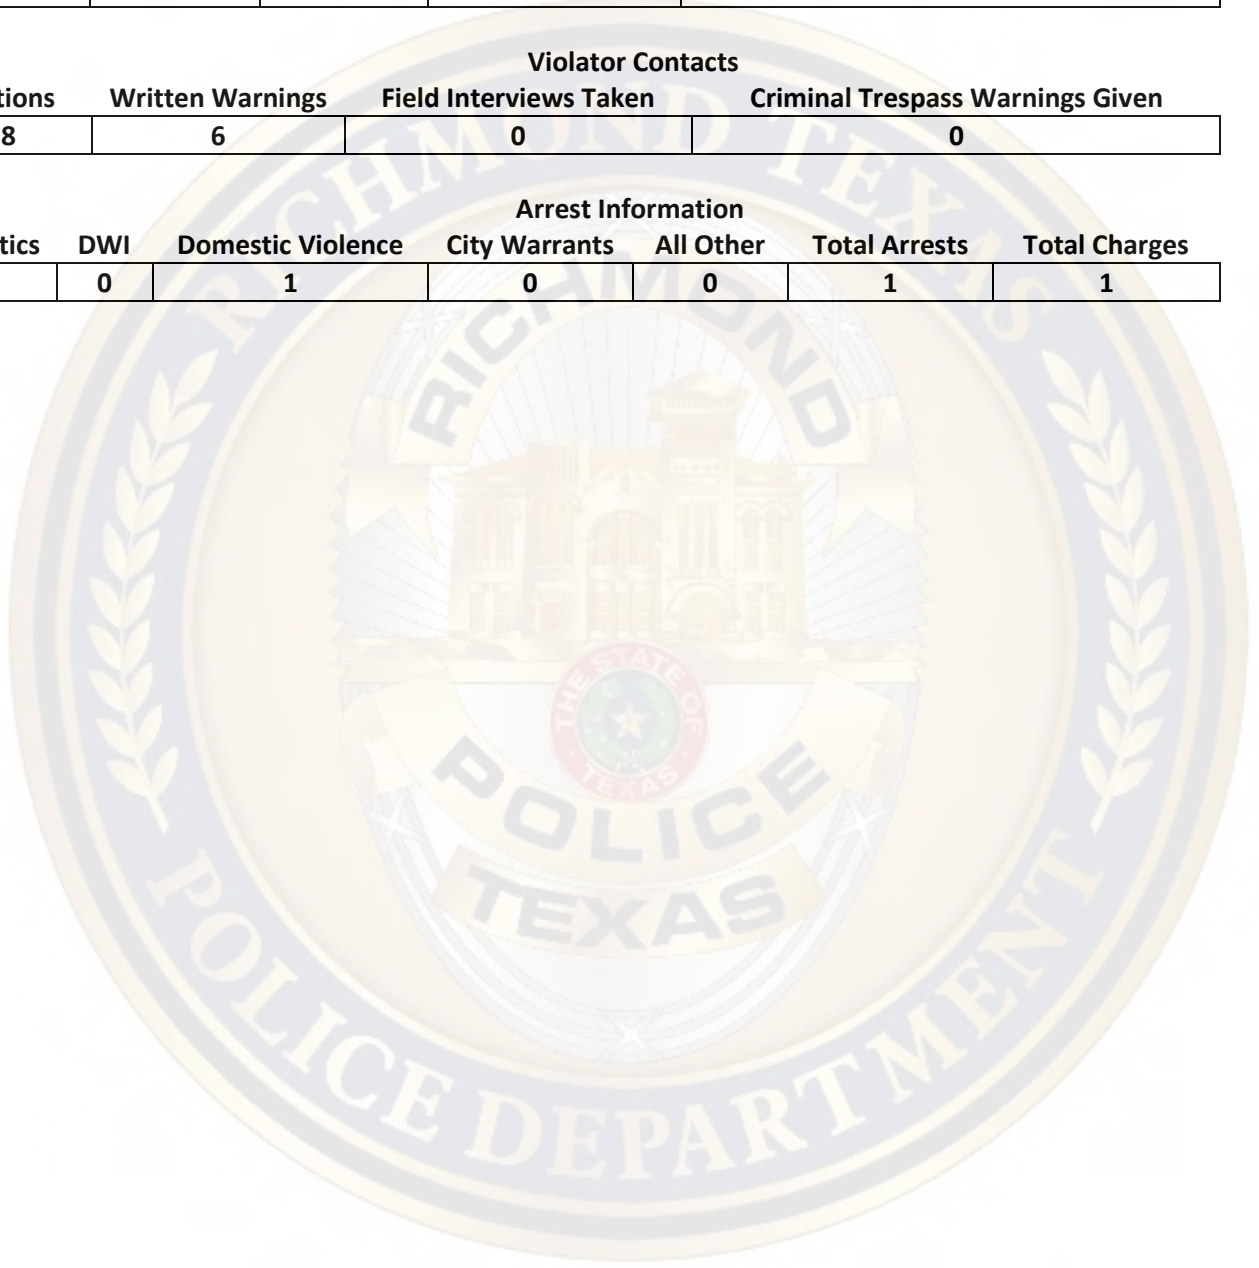 Violator Contacts
tions Written Warnings Field Interviews Taken Criminal Trespass Warnings Given
8 6 0 0
Arrest Information
tics DWI Domestic Violence City Warrants All Other Total Arrests Total Charges
0 1 0 0 1 1
RICHMOND TEXAS
RICHMOND
THE STATE OF
TEXAS
POLICE
TEXAS
POLICE DEPARTMENT